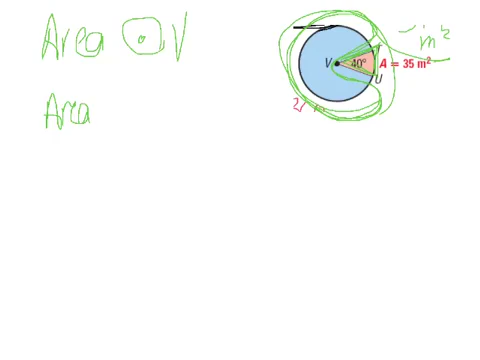 Area ⊙ V
m²
V 40° A = 35 m²
U
Area